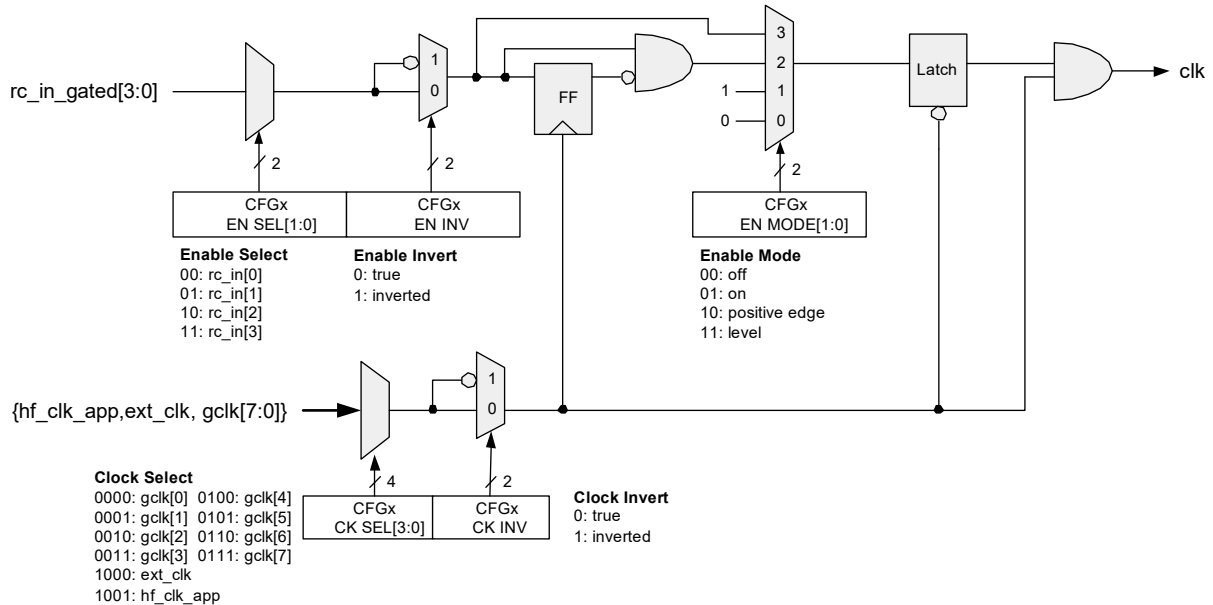 3
1
2
rc_in_gated[3:0]
0
FF
1
0
Latch
clk
2
2
2
CFGx
EN SEL[1:0]
CFGx
EN INV
CFGx
EN MODE[1:0]
Enable Select
00: rc_in[0]
01: rc_in[1]
10: rc_in[2]
11: rc_in[3]
Enable Invert
0: true
1: inverted
Enable Mode
00: off
01: on
10: positive edge
11: level
1
0
1
0
{hf_clk_app,ext_clk, gclk[7:0]}
Clock Select
0000: gclk[0] 0100: gclk[4]
0001: gclk[1] 0101: gclk[5]
0010: gclk[2] 0110: gclk[6]
0011: gclk[3] 0111: gclk[7]
1000: ext_clk
1001: hf_clk_app
4
2
CFGx
CK SEL[3:0]
CFGx
CK INV
Clock Invert
0: true
1: inverted